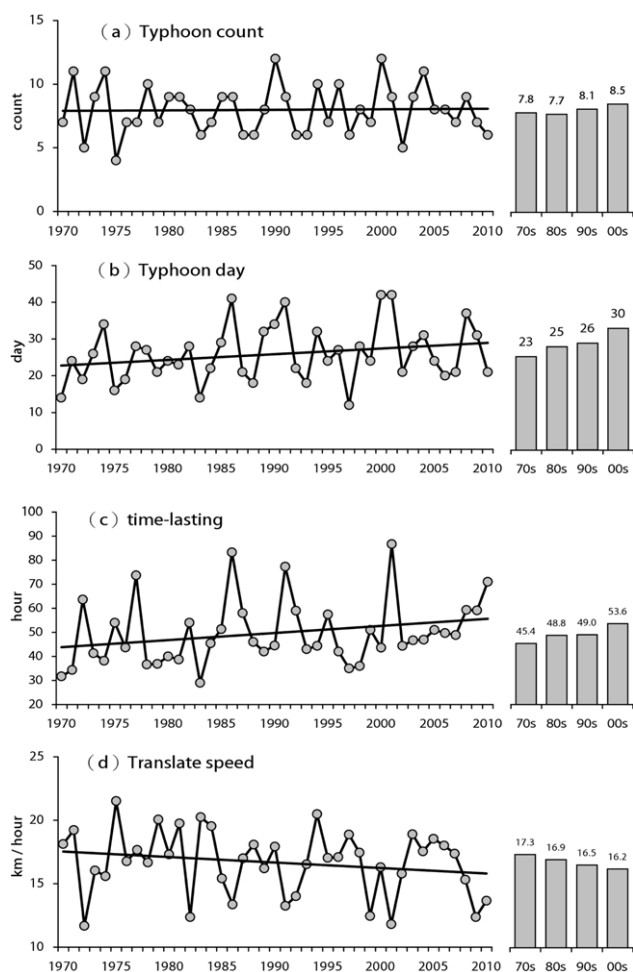 （a）Typhoon count
15
10
5
0
count
1970 1975 1980 1985 1990 1995 2000 2005 2010
7.8 7.7 8.1 8.5
70s 80s 90s 00s
（b）Typhoon day
50
40
30
20
10
0
day
1970 1975 1980 1985 1990 1995 2000 2005 2010
23 25 26 30
70s 80s 90s 00s
（c）time-lasting
100
90
80
70
60
50
40
30
20
hour
1970 1975 1980 1985 1990 1995 2000 2005 2010
45.4 48.8 49.0 53.6
70s 80s 90s 00s
（d）Translate speed
25
20
15
10
km / hour
1970 1975 1980 1985 1990 1995 2000 2005 2010
17.3 16.9 16.5 16.2
70s 80s 90s 00s